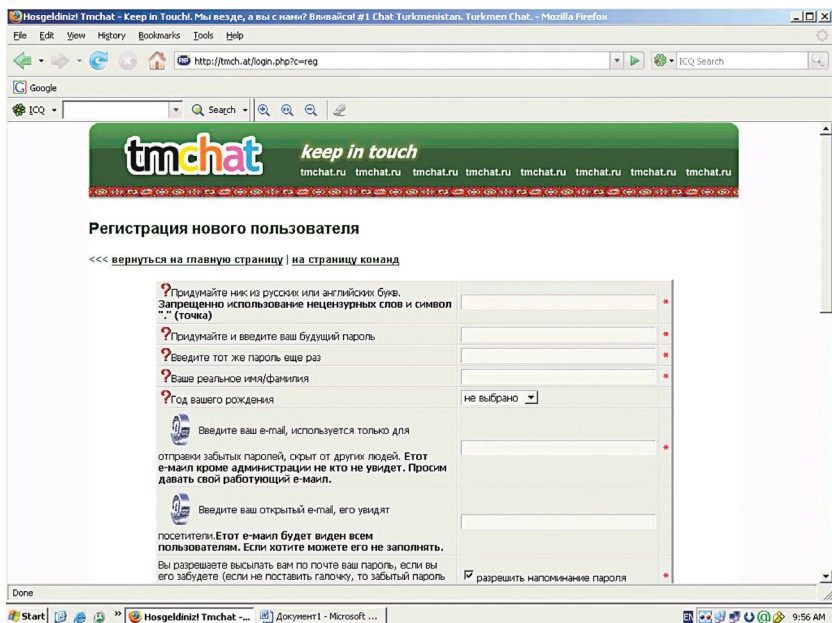 Hosgeldiniz! Tmchat - Keep in Touch!. Мы везде, а вы с нами? Вливайся! #1 Chat Turkmenistan. Turkmen Chat. - Mozilla Firefox
File Edit View History Bookmarks Tools Help
http://tmch.at/login.php?c=reg
ICQ Search
Google
ICQ Search
tmchat keep in touch
tmchat.ru tmchat.ru tmchat.ru tmchat.ru tmchat.ru tmchat.ru tmchat.ru tmchat.ru
Регистрация нового пользователя
<<< вернуться на главную страницу | на страницу команд
?Придумайте ник из русских или английских букв.
Запрещенно использование нецензурных слов и символ
"." (точка) *
?Придумайте и введите ваш будущий пароль *
?Введите тот же пароль еще раз *
?Ваше реальное имя/фамилия *
?Год вашего рождения не выбрано
Введите ваш e-mail, используется только для
отправки забытых паролей, скрыт от других людей. Етот
е-маил кроме администрации не кто не увидет. Просим
давать свой работующий е-маил. *
Введите ваш открытый e-mail, его увидят
посетители.Етот е-маил будет виден всем
пользователям. Если хотите можете его не заполнять.
Вы разрешаете высылать вам по почте ваш пароль, если вы
его забудете (если не поставить галочку, то забытый пароль разрешить напоминание пароля *
Done
Start » Hosgeldiniz! Tmchat -... Документ1 - Microsoft ... EN 9:56 AM